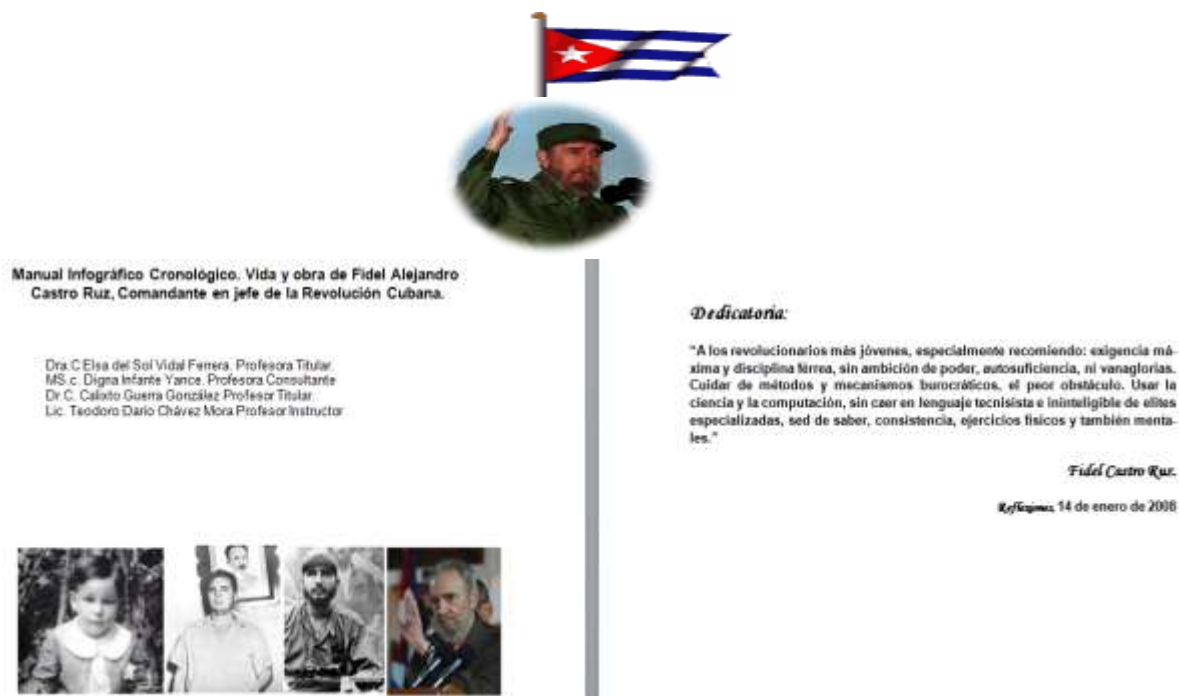 Manual Infográfico Cronológico. Vida y obra de Fidel Alejandro
Castro Ruz, Comandante en jefe de la Revolución Cubana.
Dra.C Elsa del Sol Vidal Ferrera. Profesora Titular.
MS.c. Digna Infante Yance. Profesora Consultante
Dr.C. Calixto Guerra González Profesor Titular.
Lic. Teodoro Dario Chávez Mora Profesor Instructor
Dedicatoria:
"A los revolucionarios más jóvenes, especialmente recomiendo: exigencia má-
xima y disciplina férrea, sin ambición de poder, autosuficiencia, ni vanaglorias.
Cuidar de métodos y mecanismos burocráticos, el peor obstáculo. Usar la
ciencia y la computación, sin caer en lenguaje tecnisista e ininteligible de elites
especializadas, sed de saber, consistencia, ejercicios físicos y también menta-
les."
Fidel Castro Ruz.
Reflexiones, 14 de enero de 2008